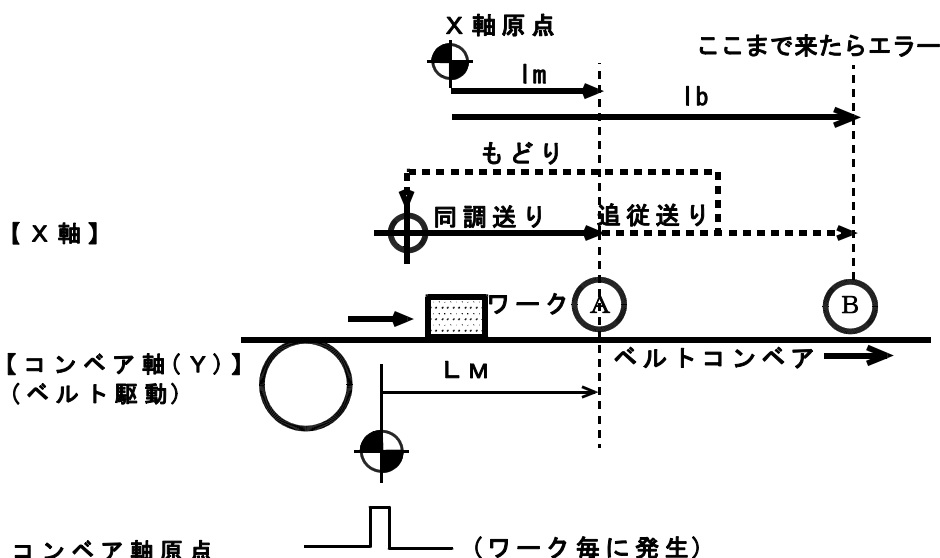 X軸原点
ここまで来たらエラー
lm
lb
もどり
【X軸】
同調送り
追従送り
ワーク
A
B
【コンベア軸(Y)】
(ベルト駆動)
LM
ベルトコンベア
コンベア軸原点
(ワーク毎に発生)